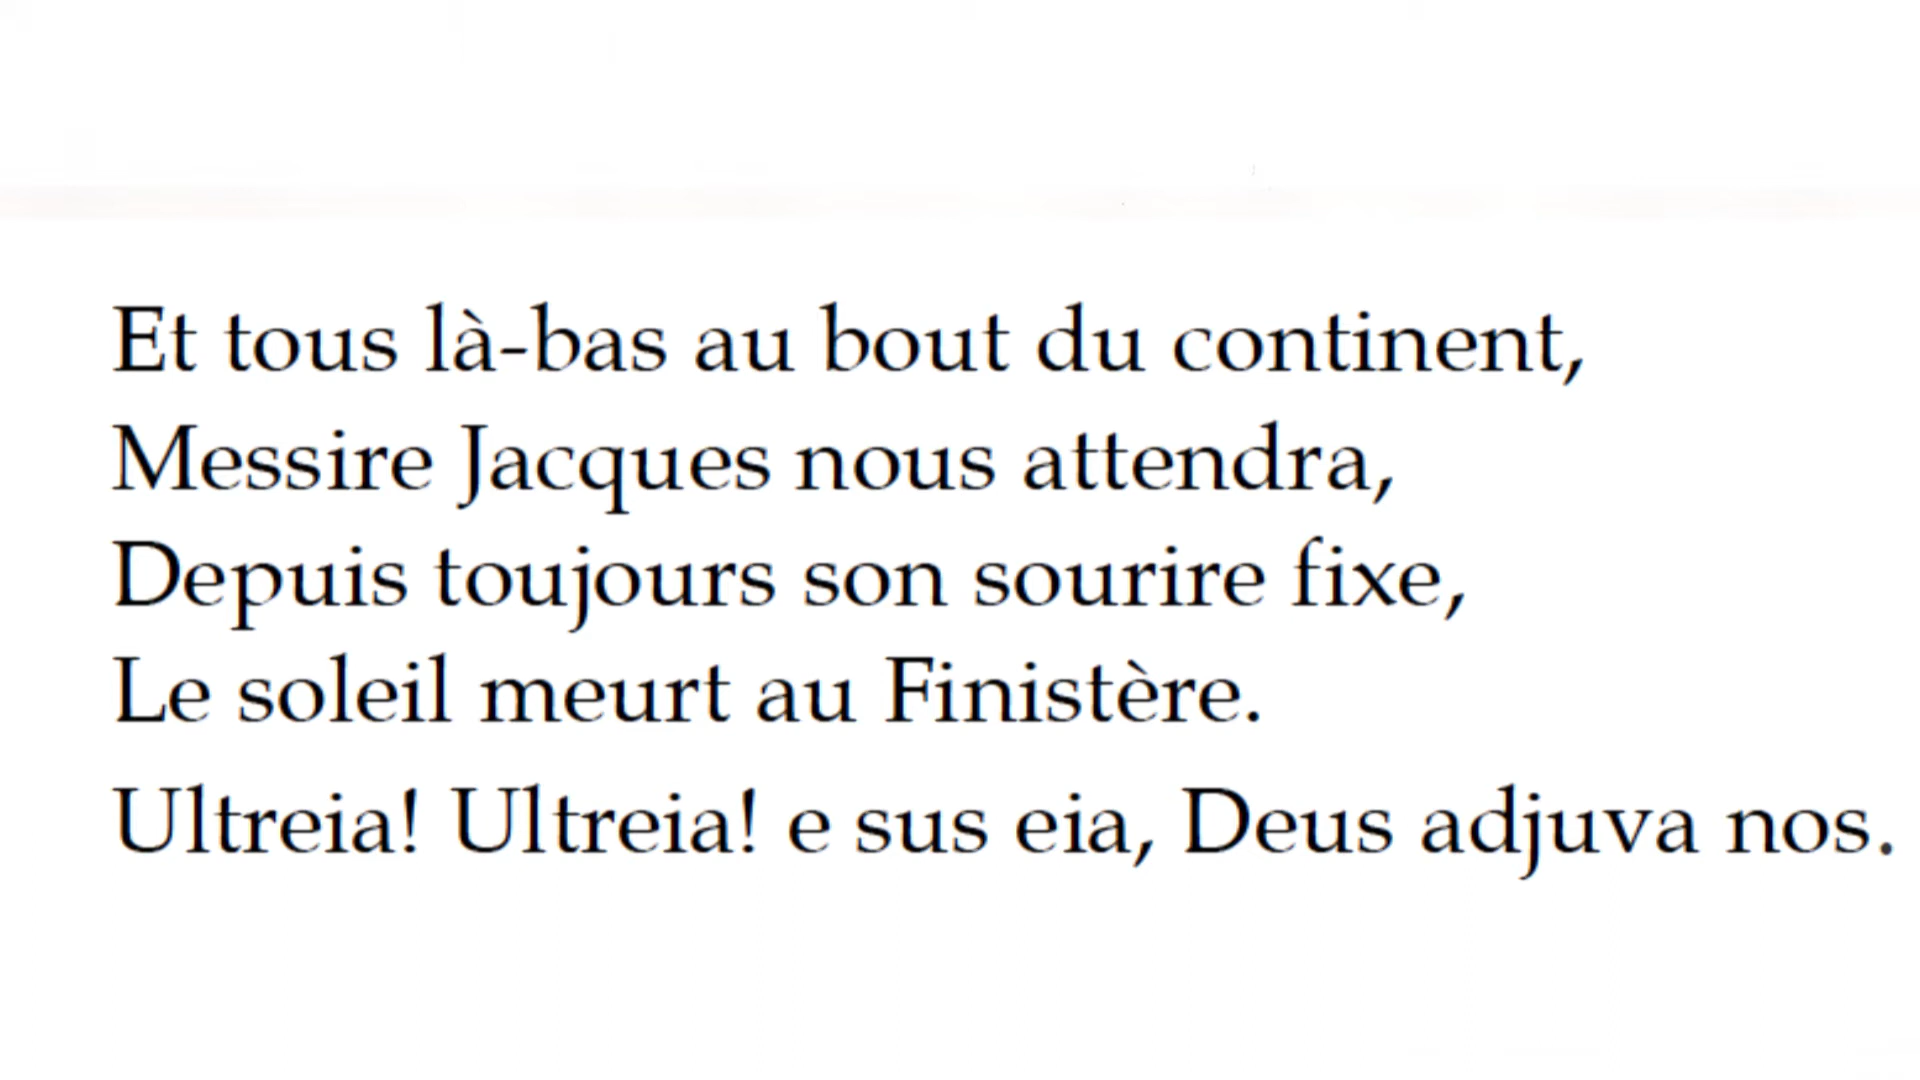 Et tous là-bas au bout du continent,
Messire Jacques nous attendra,
Depuis toujours son sourire fixe,
Le soleil meurt au Finistère.
Ultreia! Ultreia! e sus eia, Deus adjuva nos.